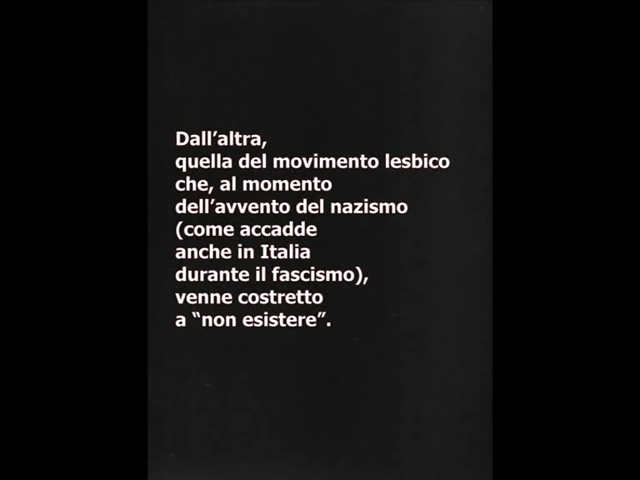 Dall’altra,
quella del movimento lesbico
che, al momento
dell’avvento del nazismo
(come accadde
anche in Italia
durante il fascismo),
venne costretto
a “non esistere”.